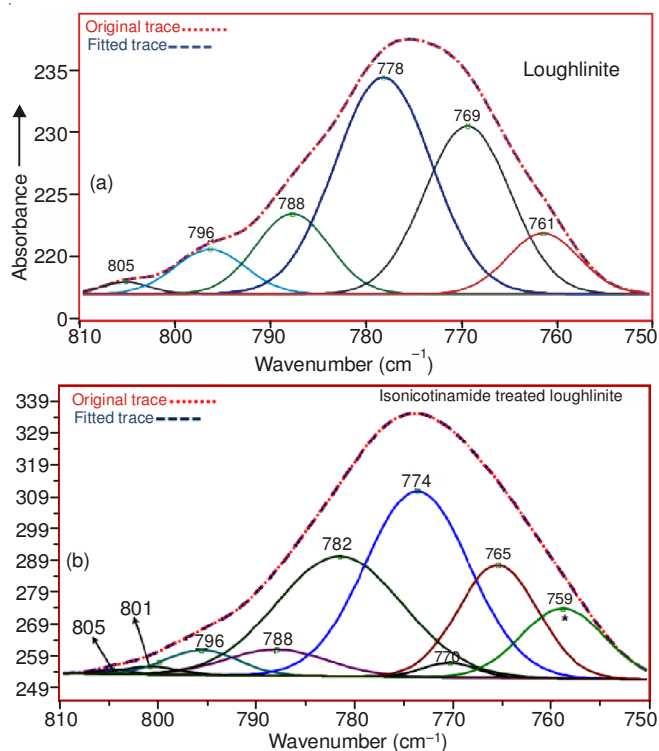 Original trace
Fitted trace
Loughlinite
(a)
Absorbance
235
230
225
220
0
778
769
788
761
796
805
810 800 790 780 770 760 750
Wavenumber (cm⁻¹)
Original trace
Fitted trace
Isonicotinamide treated loughlinite
(b)
339
329
319
309
299
289
279
269
259
249
774
782
765
759
*
801
805
796
788
770
810 800 790 780 770 760 750
Wavenumber (cm⁻¹)